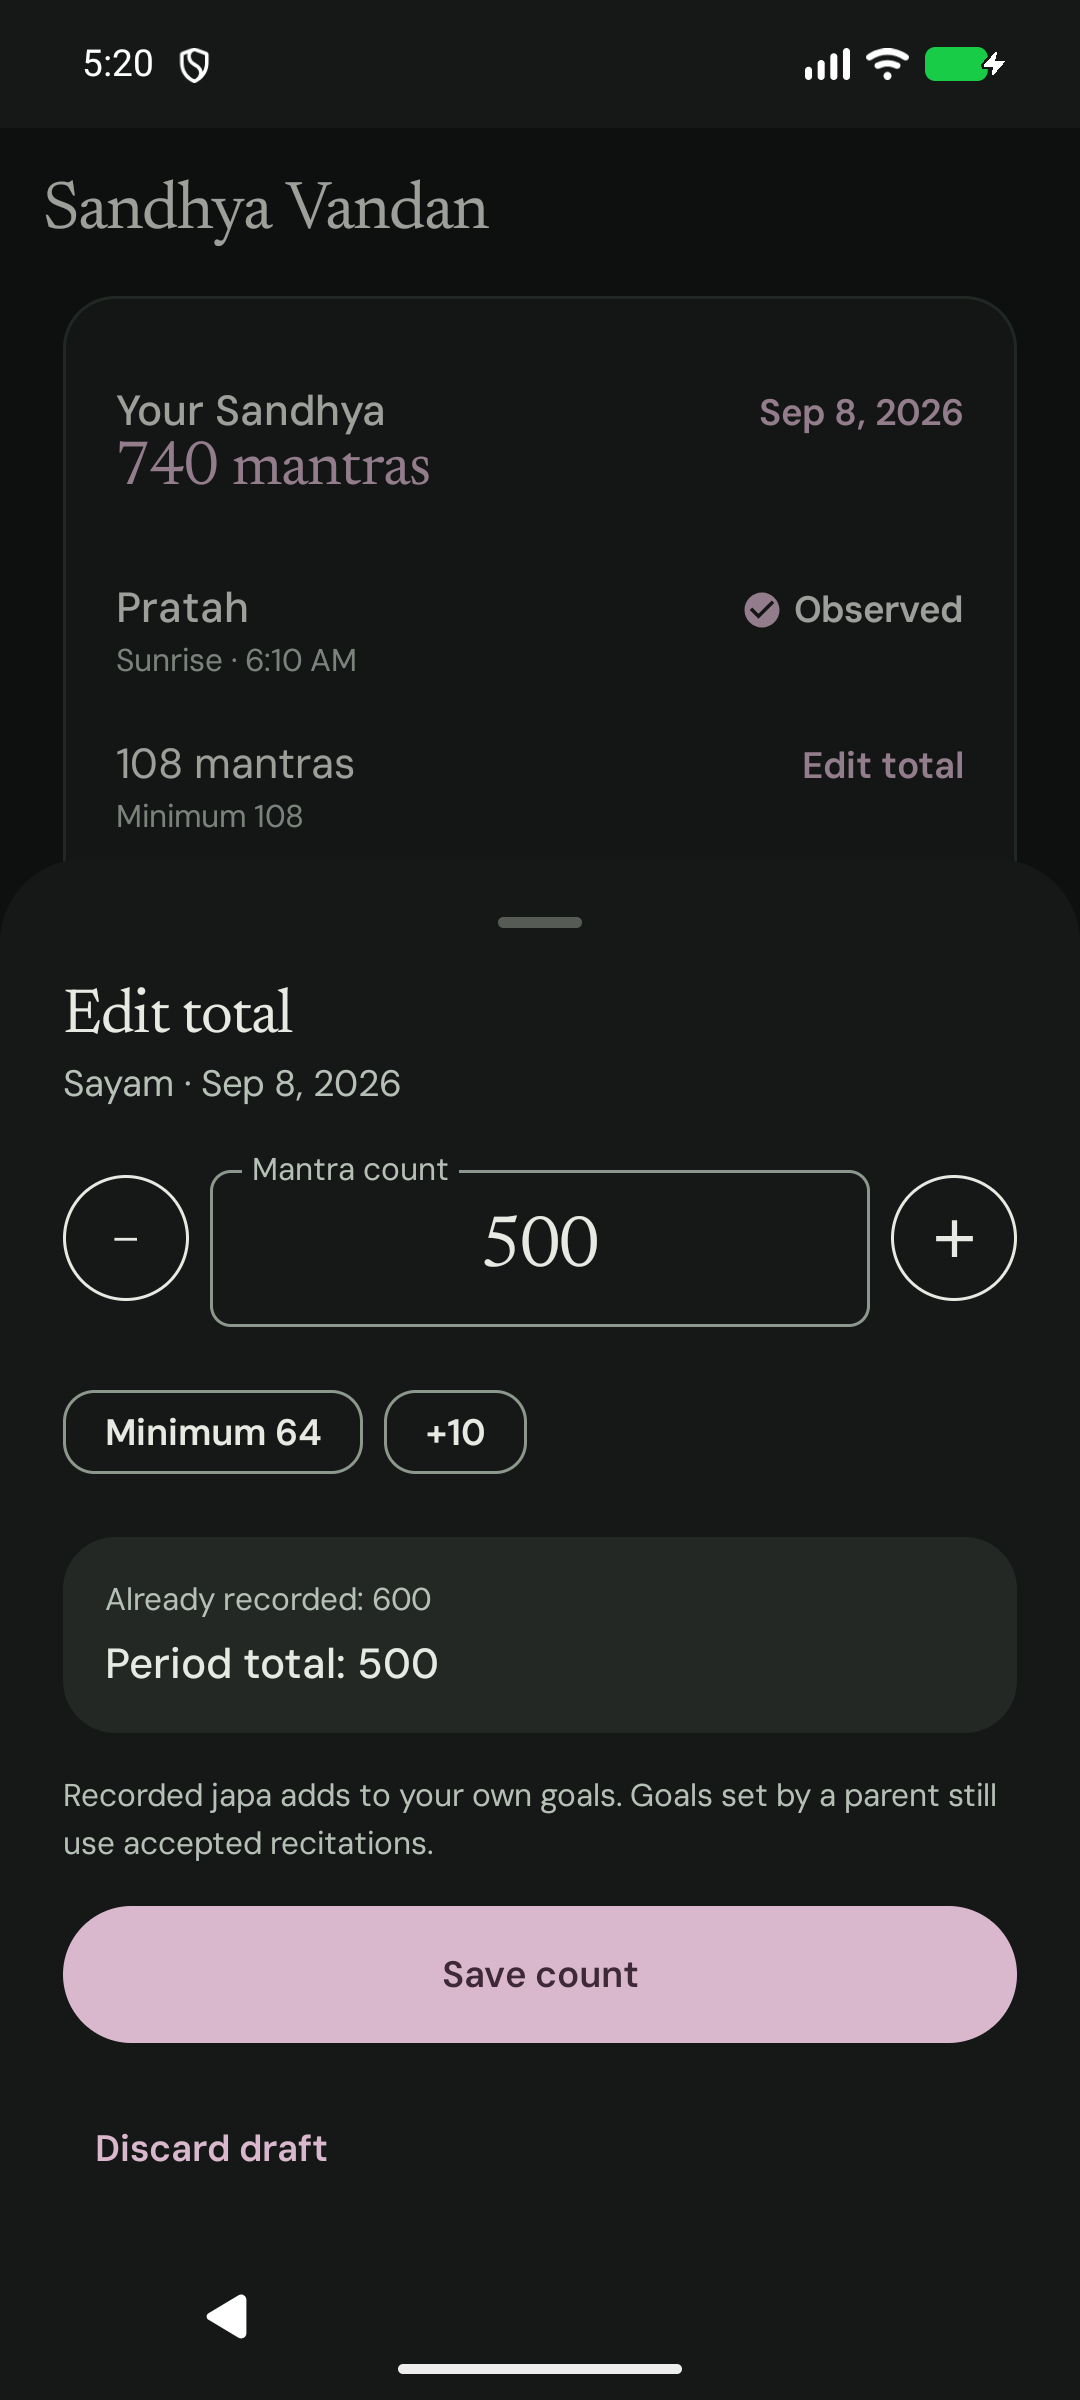 5:20
Sandhya Vandan
Your Sandhya
Sep 8, 2026
740 mantras
Pratah
Observed
Sunrise · 6:10 AM
108 mantras
Edit total
Minimum 108
Edit total
Sayam · Sep 8, 2026
Mantra count
−
500
+
Minimum 64
+10
Already recorded: 600
Period total: 500
Recorded japa adds to your own goals. Goals set by a parent still
use accepted recitations.
Save count
Discard draft